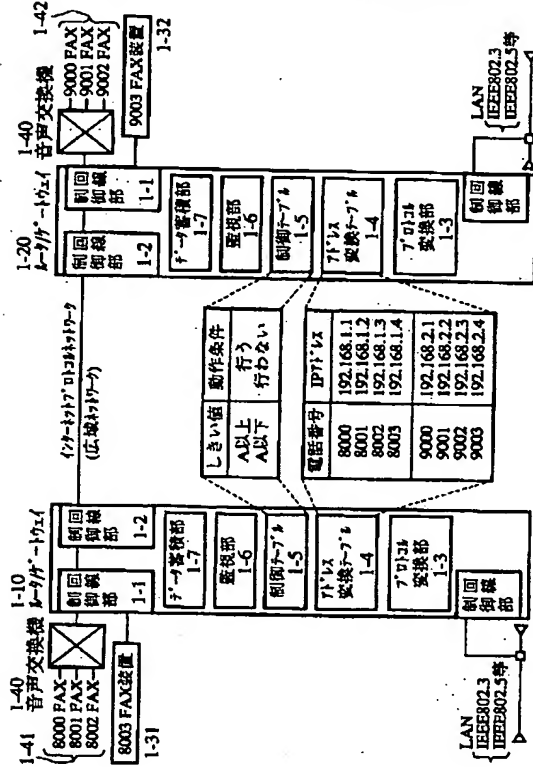 1-41
1-40
音声交換機
8000 FAX
8001 FAX
8002 FAX
8003 FAX装置
1-31
1-10
ルータ/ゲートウェイ
回線
制御部
1-1
回線
制御部
1-2
データ蓄積部
1-7
監視部
1-6
制御テーブル
1-5
アドレス
変換テーブル
1-4
プロトコル
変換部
1-3
回線
制御部
LAN
IEEE802.3
IEEE802.5等
インターネットプロトコルネットワーク
(広域ネットワーク)
しきい値 動作条件
A以上 行う
A以下 行わない
電話番号 IPアドレス
8000 192.168.1.1
8001 192.168.1.2
8002 192.168.1.3
8003 192.168.1.4
9000 192.168.2.1
9001 192.168.2.2
9002 192.168.2.3
9003 192.168.2.4
1-20
ルータ/ゲートウェイ
回線
制御部
1-2
回線
制御部
1-1
データ蓄積部
1-7
監視部
1-6
制御テーブル
1-5
アドレス
変換テーブル
1-4
プロトコル
変換部
1-3
回線
制御部
1-40
音声交換機
1-42
9000 FAX
9001 FAX
9002 FAX
9003 FAX装置
1-32
LAN
IEEE802.3
IEEE802.5等